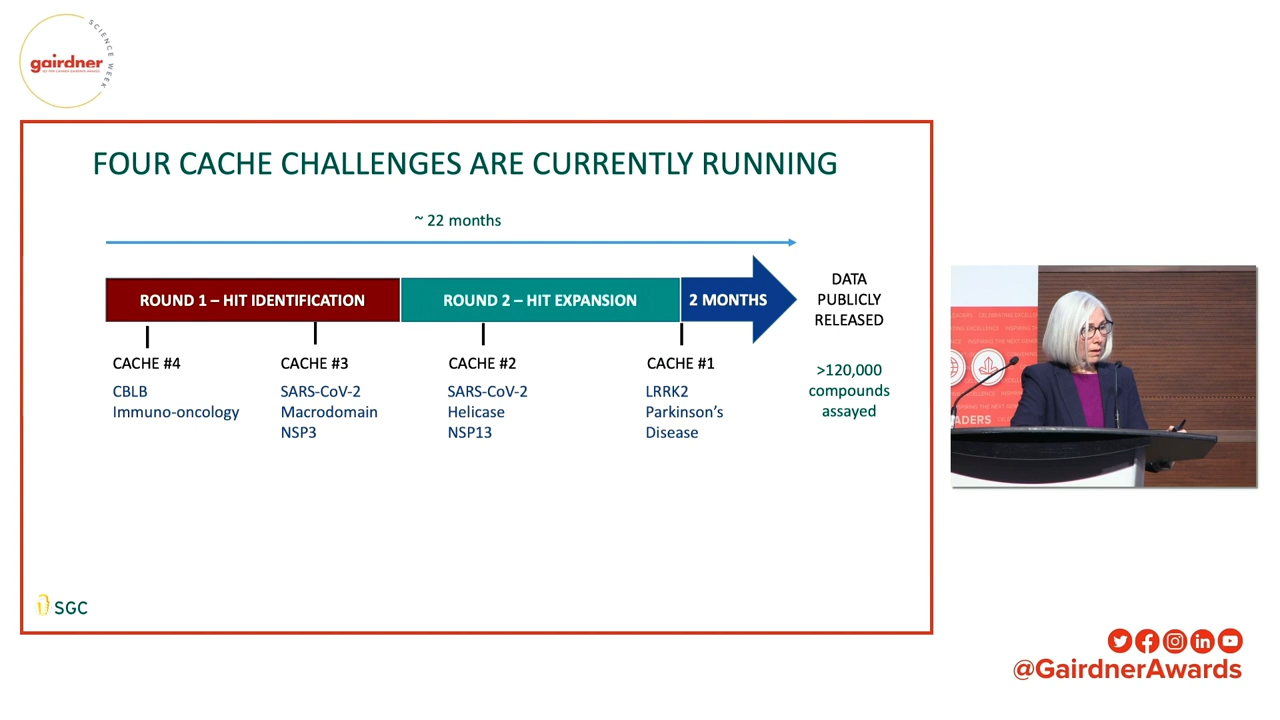 SCIENCE WEEK
gairdner
FOUR CACHE CHALLENGES ARE CURRENTLY RUNNING
~ 22 months
ROUND 1 – HIT IDENTIFICATION
ROUND 2 – HIT EXPANSION
2 MONTHS
DATA
PUBLICLY
RELEASED
CACHE #4
CBLB
Immuno-oncology
CACHE #3
SARS-CoV-2
Macrodomain
NSP3
CACHE #2
SARS-CoV-2
Helicase
NSP13
CACHE #1
LRRK2
Parkinson's
Disease
>120,000
compounds
assayed
SGC
ADERS
@GairdnerAwards